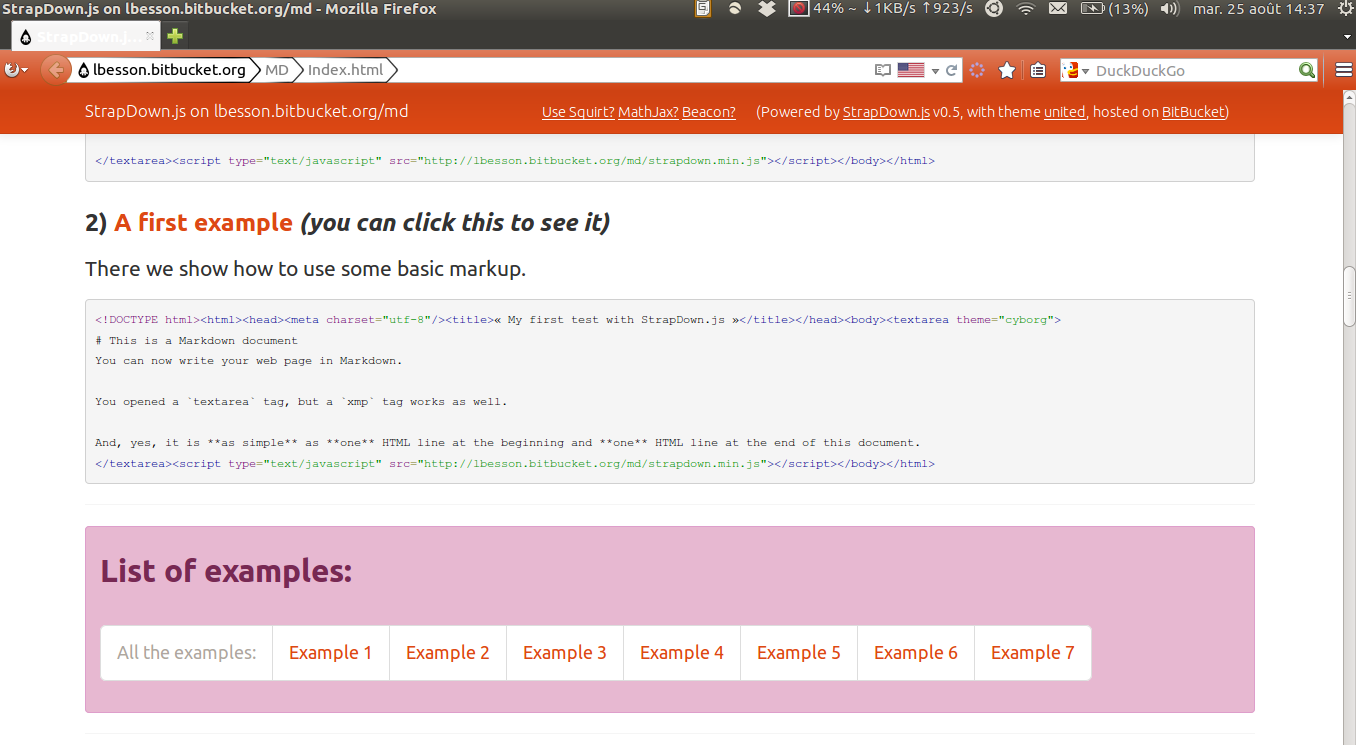 StrapDown.js on lbesson.bitbucket.org/md - Mozilla Firefox
44% ~ ↓1KB/s ↑923/s (13%) mar. 25 août 14:37
StrapDown.j...
lbesson.bitbucket.org MD Index.html DuckDuckGo
StrapDown.js on lbesson.bitbucket.org/md Use Squirt? MathJax? Beacon? (Powered by StrapDown.js v0.5, with theme united, hosted on BitBucket)
</textarea><script type="text/javascript" src="http://lbesson.bitbucket.org/md/strapdown.min.js"></script></body></html>
2) A first example (you can click this to see it)
There we show how to use some basic markup.
<!DOCTYPE html><html><head><meta charset="utf-8"/><title>« My first test with StrapDown.js »</title></head><body><textarea theme="cyborg">
# This is a Markdown document
You can now write your web page in Markdown.
You opened a `textarea` tag, but a `xmp` tag works as well.
And, yes, it is **as simple** as **one** HTML line at the beginning and **one** HTML line at the end of this document.
</textarea><script type="text/javascript" src="http://lbesson.bitbucket.org/md/strapdown.min.js"></script></body></html>
List of examples:
All the examples: Example 1 Example 2 Example 3 Example 4 Example 5 Example 6 Example 7